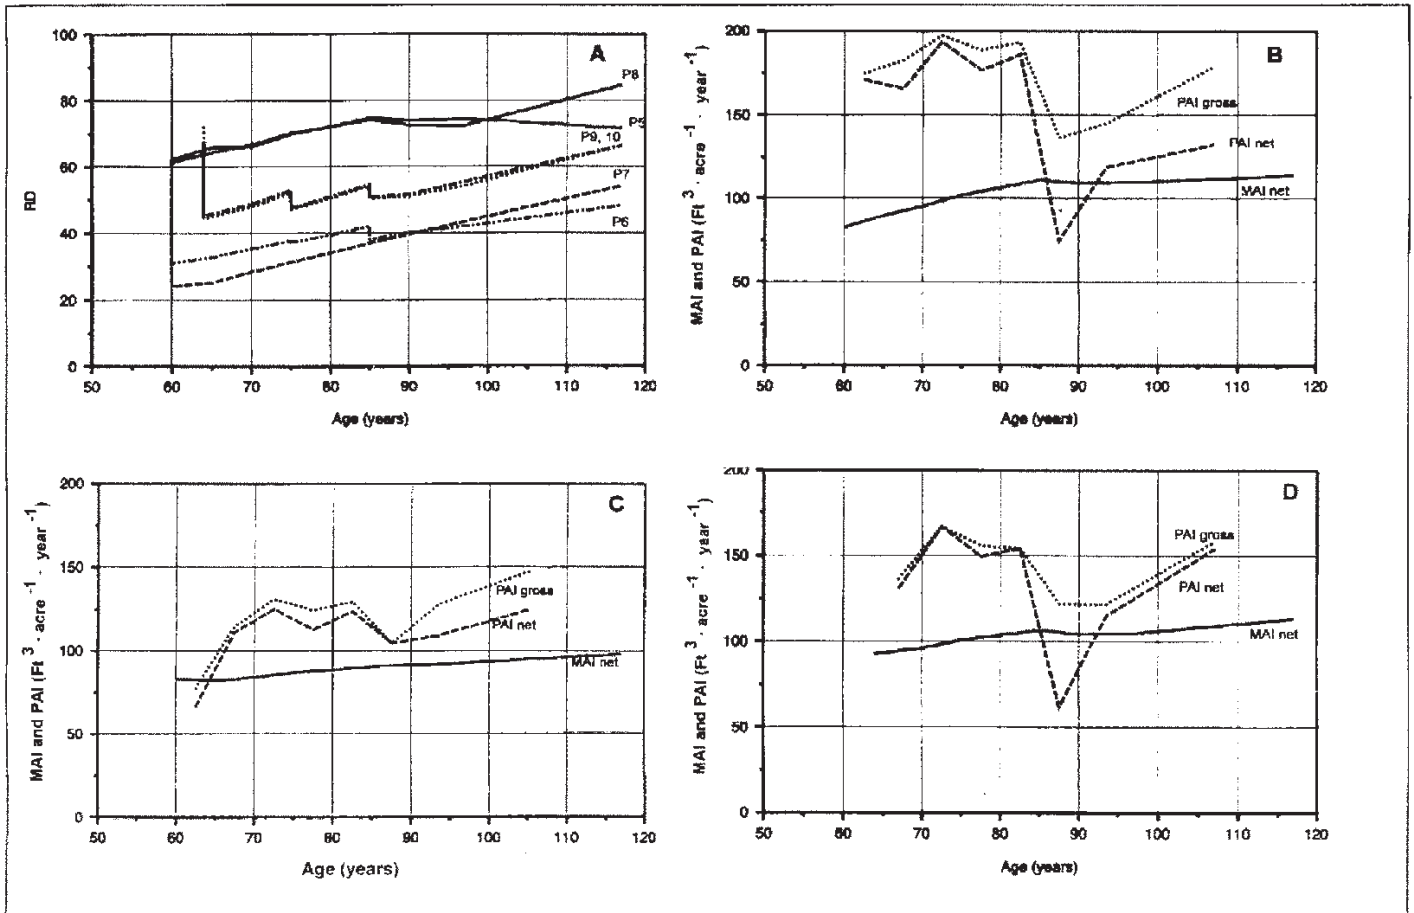 A
100
80
60
40
20
0
RD
P8
P5
P9, 10
P7
P6
50 60 70 80 90 100 110 120
Age (years)
B
200
150
100
50
0
MAI and PAI (Ft 3 · acre -1 · year -1)
PAI gross
PAI net
MAI net
50 60 70 80 90 100 110 120
Age (years)
C
200
150
100
50
0
MAI and PAI (Ft 3 · acre -1 · year -1)
PAI gross
PAI net
MAI net
50 60 70 80 90 100 110 120
Age (years)
D
200
150
100
50
0
MAI and PAI (Ft 3 · acre -1 · year -1)
PAI gross
PAI net
MAI net
50 60 70 80 90 100 110 120
Age (years)